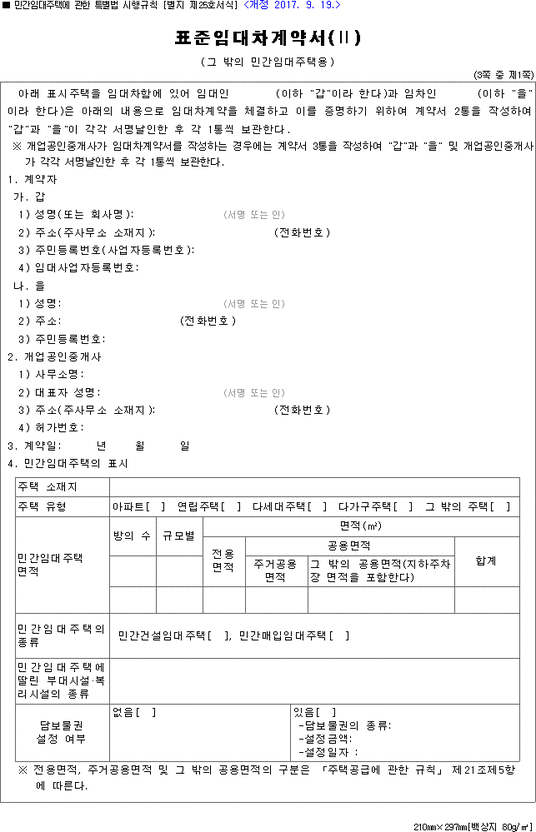 ■ 민간임대주택에 관한 특별법 시행규칙 [별지 제25호서식] <개정 2017. 9. 19.>
표준임대차계약서(Ⅱ)
(그 밖의 민간임대주택용)
(3쪽 중 제1쪽)
아래 표시주택을 임대차함에 있어 임대인 (이하 "갑"이라 한다)과 임차인 (이하 "을"
이라 한다)은 아래의 내용으로 임대차계약을 체결하고 이를 증명하기 위하여 계약서 2통을 작성하여
"갑"과 "을"이 각각 서명날인한 후 각 1통씩 보관한다.
※ 개업공인중개사가 임대차계약서를 작성하는 경우에는 계약서 3통을 작성하여 "갑"과 "을" 및 개업공인중개사
가 각각 서명날인한 후 각 1통씩 보관한다.
1. 계약자
가. 갑
1) 성명(또는 회사명): (서명 또는 인)
2) 주소(주사무소 소재지): (전화번호)
3) 주민등록번호(사업자등록번호):
4) 임대사업자등록번호:
나. 을
1) 성명: (서명 또는 인)
2) 주소: (전화번호)
3) 주민등록번호:
2. 개업공인중개사
1) 사무소명:
2) 대표자 성명: (서명 또는 인)
3) 주소(주사무소 소재지): (전화번호)
4) 허가번호:
3. 계약일: 년 월 일
4. 민간임대주택의 표시
주택 소재지
주택 유형 아파트[ ] 연립주택[ ] 다세대주택[ ] 다가구주택[ ] 그 밖의 주택[ ]
민간임대주택
면적
방의 수 규모별 면적(㎡)
전용
면적
공용면적
합계
주거공용
면적
그 밖의 공용면적(지하주차
장 면적을 포함한다)
민간임대주택의
종류
민간건설임대주택[ ], 민간매입임대주택[ ]
민간임대주택에
딸린 부대시설·복
리시설의 종류
담보물권
설정 여부
없음[ ]
있음[ ]
-담보물권의 종류:
-설정금액:
-설정일자 :
※ 전용면적, 주거공용면적 및 그 밖의 공용면적의 구분은 「주택공급에 관한 규칙」 제21조제5항
에 따른다.
210㎜×297㎜[백상지 80g/㎡]